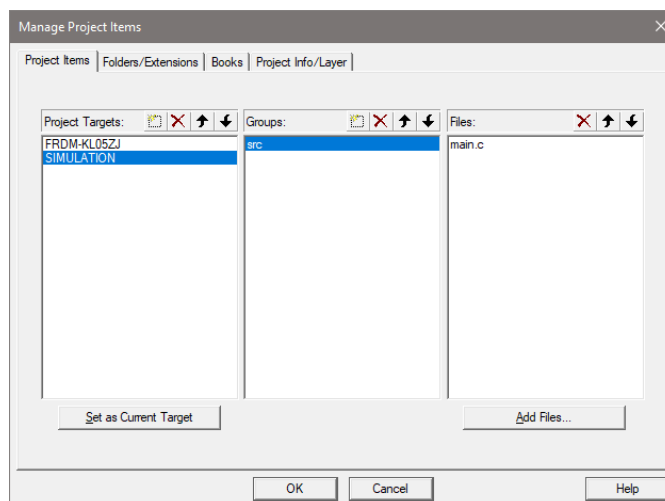 Manage Project Items
Project Items Folders/Extensions Books Project Info/Layer
Project Targets:
FRDM-KL05ZJ
SIMULATION
Set as Current Target
Groups:
src
Files:
main.c
Add Files...
OK Cancel Help